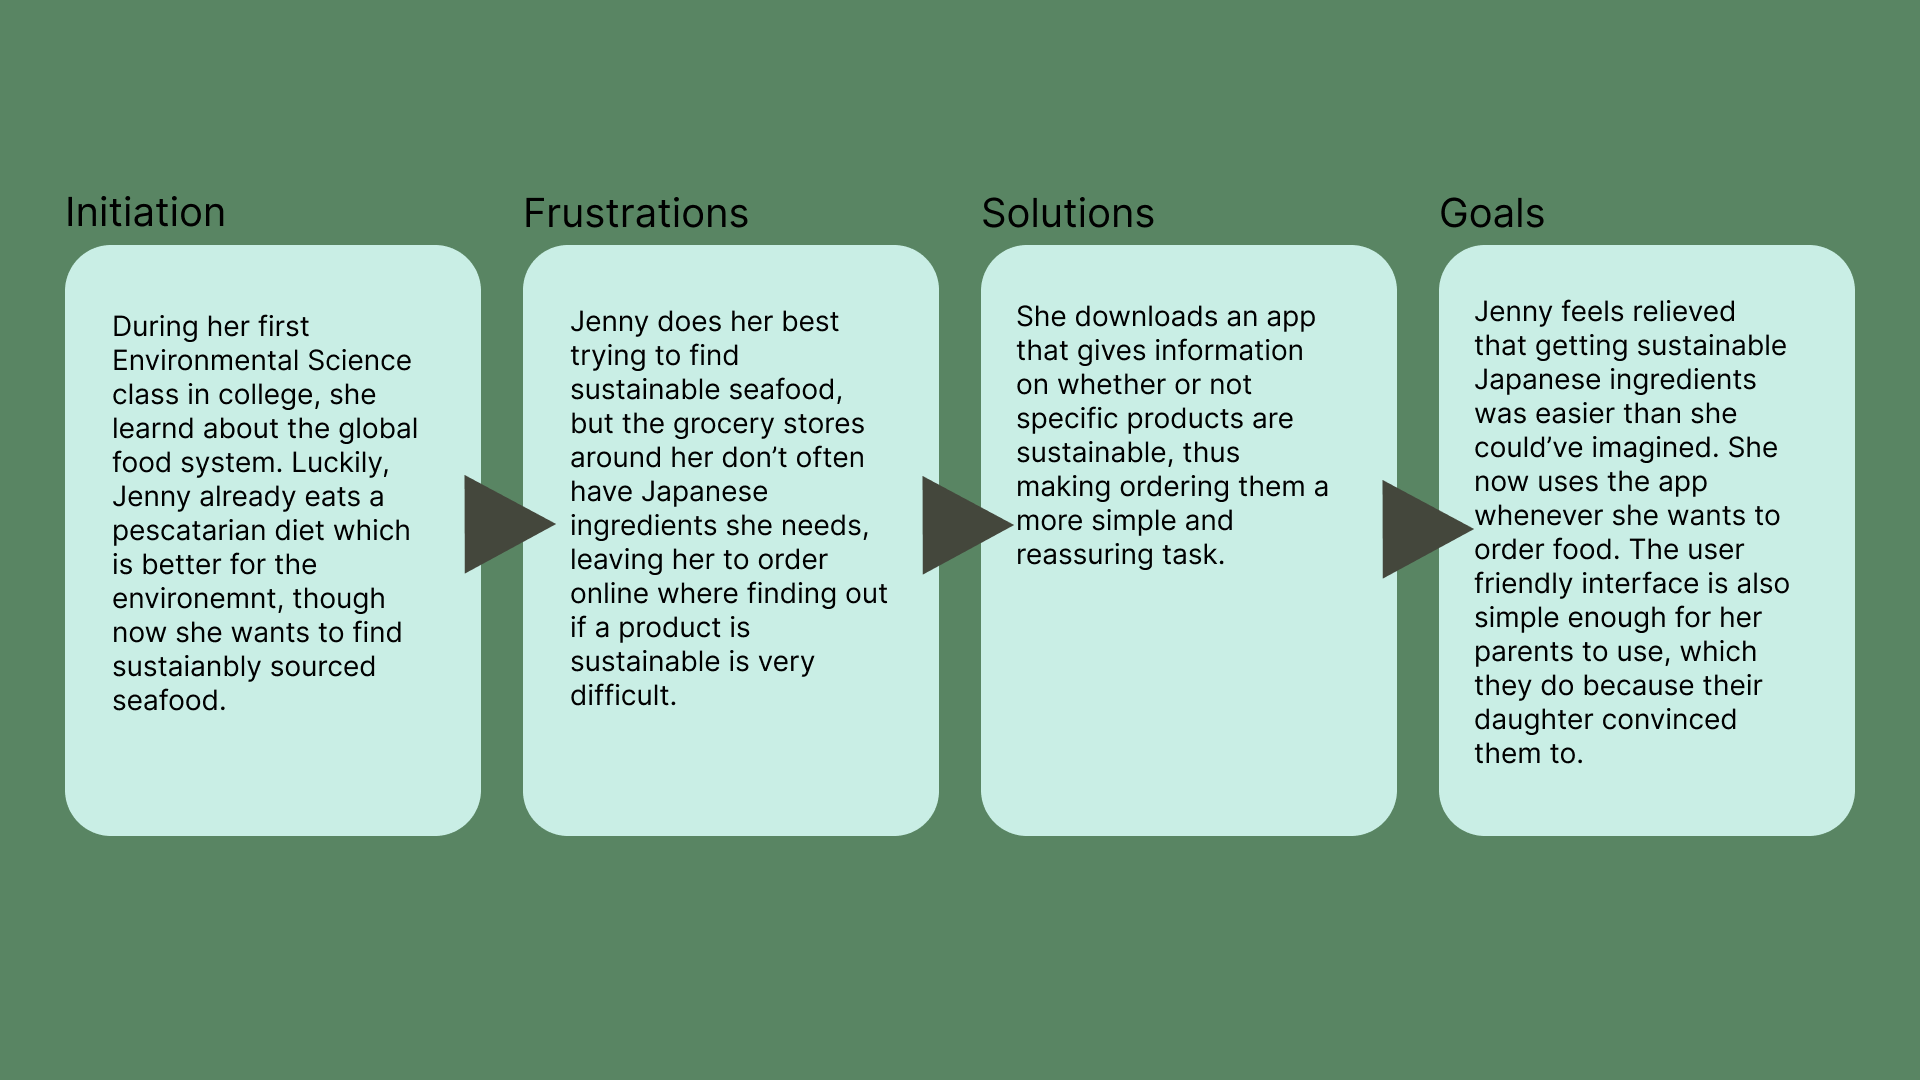 Initiation
During her first
Environmental Science
class in college, she
learnd about the global
food system. Luckily,
Jenny already eats a
pescatarian diet which
is better for the
environemnt, though
now she wants to find
sustaianbly sourced
seafood.
Frustrations
Jenny does her best
trying to find
sustainable seafood,
but the grocery stores
around her don’t often
have Japanese
ingredients she needs,
leaving her to order
online where finding out
if a product is
sustainable is very
difficult.
Solutions
She downloads an app
that gives information
on whether or not
specific products are
sustainable, thus
making ordering them a
more simple and
reassuring task.
Goals
Jenny feels relieved
that getting sustainable
Japanese ingredients
was easier than she
could’ve imagined. She
now uses the app
whenever she wants to
order food. The user
friendly interface is also
simple enough for her
parents to use, which
they do because their
daughter convinced
them to.